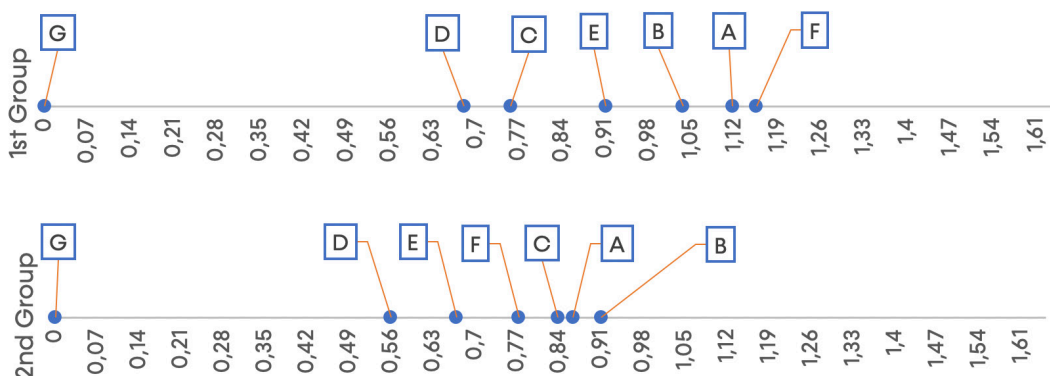 G D C E B A F
1st Group
0 0,07 0,14 0,21 0,28 0,35 0,42 0,49 0,56 0,63 0,7 0,77 0,84 0,91 0,98 1,05 1,12 1,19 1,26 1,33 1,4 1,47 1,54 1,61
G D E F C A B
2nd Group
0 0,07 0,14 0,21 0,28 0,35 0,42 0,49 0,56 0,63 0,7 0,77 0,84 0,91 0,98 1,05 1,12 1,19 1,26 1,33 1,4 1,47 1,54 1,61